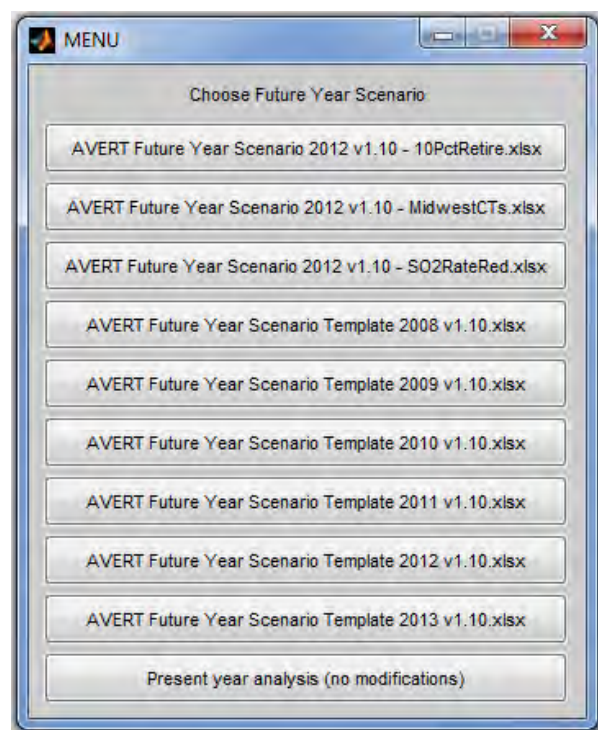 MENU
Choose Future Year Scenario
AVERT Future Year Scenario 2012 v1.10 - 10PctRetire.xlsx
AVERT Future Year Scenario 2012 v1.10 - MidwestCTs.xlsx
AVERT Future Year Scenario 2012 v1.10 - SO2RateRed.xlsx
AVERT Future Year Scenario Template 2008 v1.10.xlsx
AVERT Future Year Scenario Template 2009 v1.10.xlsx
AVERT Future Year Scenario Template 2010 v1.10.xlsx
AVERT Future Year Scenario Template 2011 v1.10.xlsx
AVERT Future Year Scenario Template 2012 v1.10.xlsx
AVERT Future Year Scenario Template 2013 v1.10.xlsx
Present year analysis (no modifications)